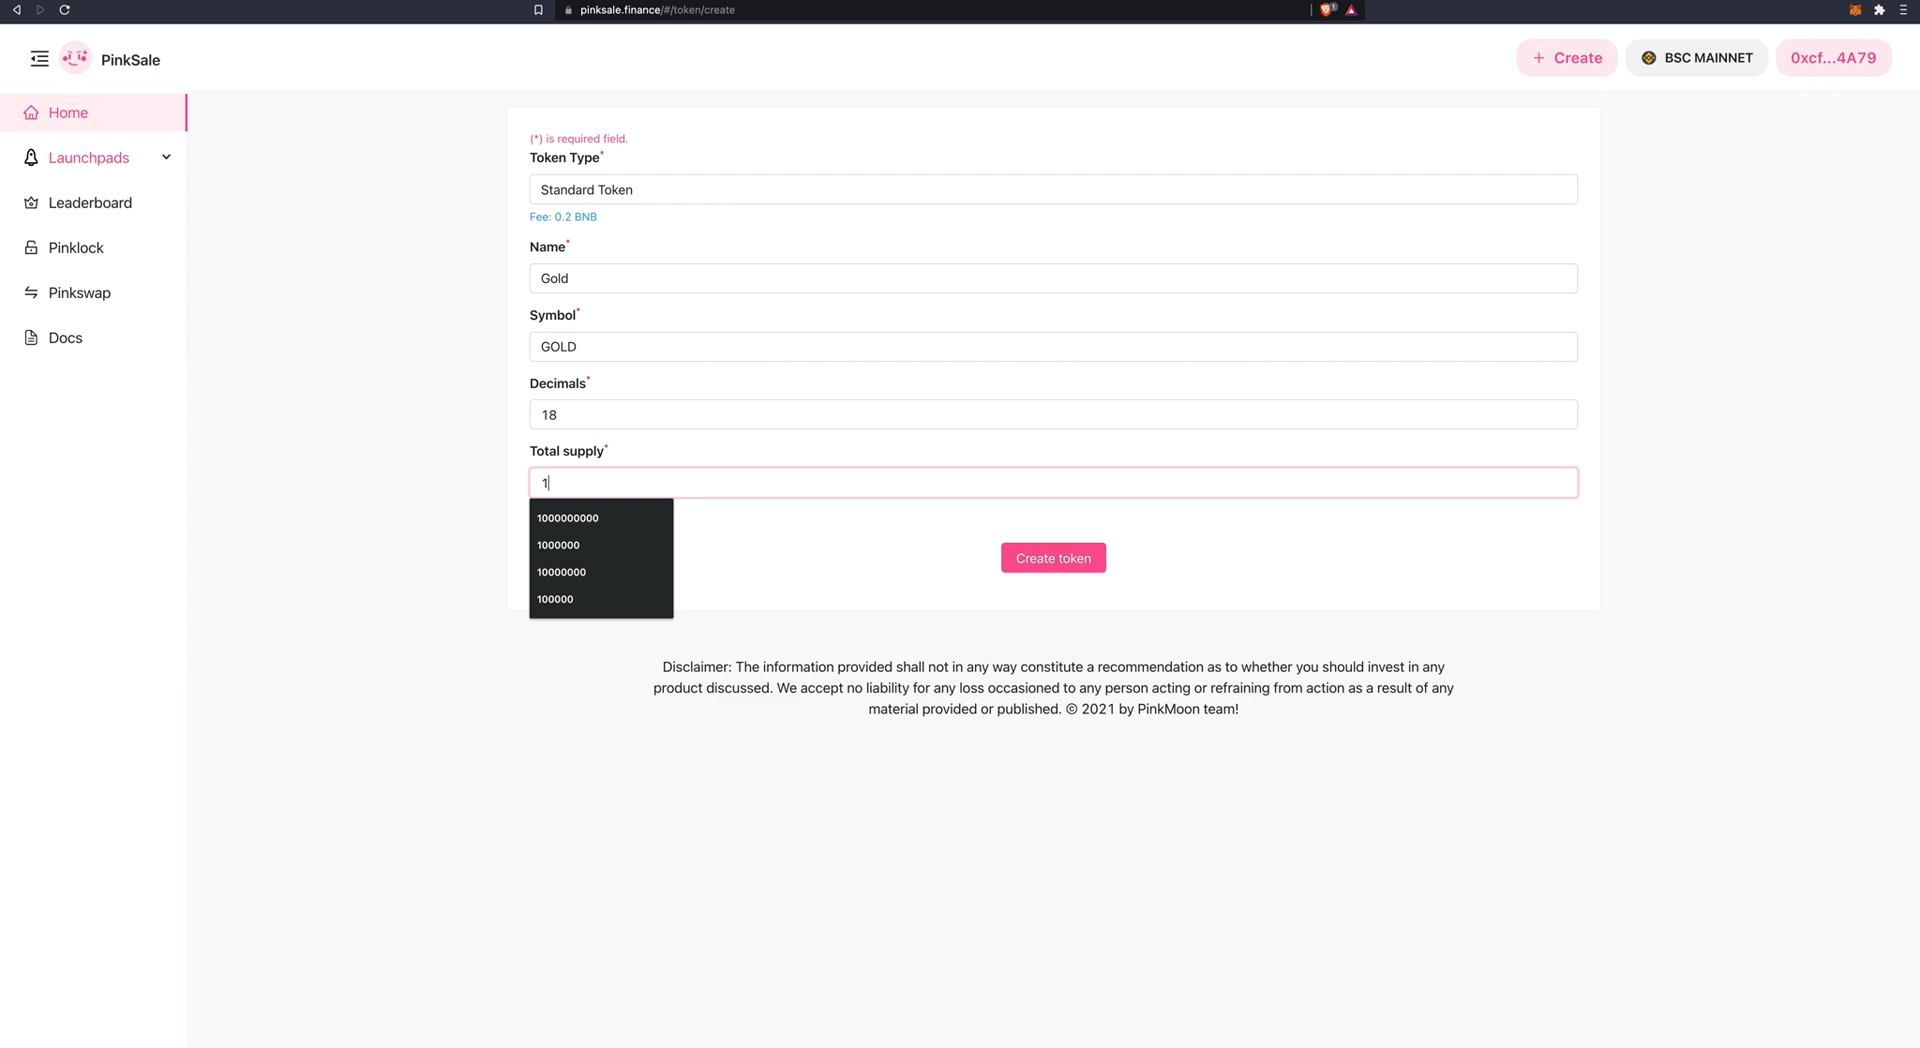 pinksale.finance/#/token/create
1
PinkSale
+ Create
BSC MAINNET
0xcf...4A79
Home
Launchpads
Leaderboard
Pinklock
Pinkswap
Docs
(*) is required field.
Token Type*
Standard Token
Fee: 0.2 BNB
Name*
Gold
Symbol*
GOLD
Decimals*
18
Total supply*
1
1000000000
1000000
10000000
100000
Create token
Disclaimer: The information provided shall not in any way constitute a recommendation as to whether you should invest in any
product discussed. We accept no liability for any loss occasioned to any person acting or refraining from action as a result of any
material provided or published. © 2021 by PinkMoon team!